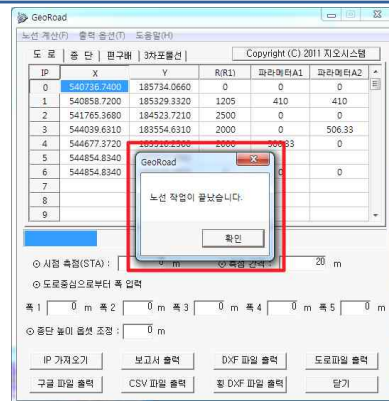 GeoRoad
노선 계산(F) 출력 옵션(T) 도움말(H)
도 로 종 단 편구배 3차포물선 Copyright (C) 2011 지오시스템
IP X Y R(R1) 파라메터A1 파라메터A2
0 540736.7400 185734.0660 0 0 0
1 540858.7200 185329.3320 1205 410 410
2 541765.3680 184523.7210 2500 0 0
3 544039.6310 183554.6310 2000 0 506.33
4 544677.3720 2000 506.33 0
5 544854.8340
6 544854.8340 0 0
7
8
9
GeoRoad
노선 작업이 끝났습니다.
확인
⊙ 시점 측점(STA) : 0 m ⊙ 측점 간격 : 20 m
⊙ 도로중심으로부터 폭 입력
폭 1 0 m 폭 2 0 m 폭 3 0 m 폭 4 0 m 폭 5 0 m
⊙ 종단 높이 옵셋 조정 : 0 m
IP 가져오기 보고서 출력 DXF 파일 출력 도로파일 출력
구글 파일 출력 CSV 파일 출력 횡 DXF 파일 출력 닫기